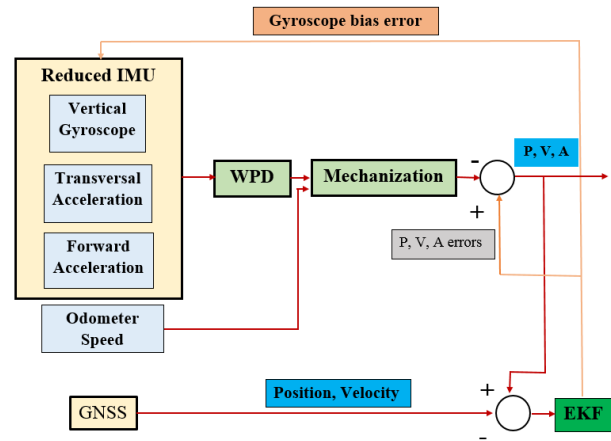 Gyroscope bias error
Reduced IMU
Vertical
Gyroscope
Transversal
Acceleration
Forward
Acceleration
Odometer
Speed
WPD
Mechanization
-
+
P, V, A
P, V, A errors
GNSS
Position, Velocity
+
-
EKF